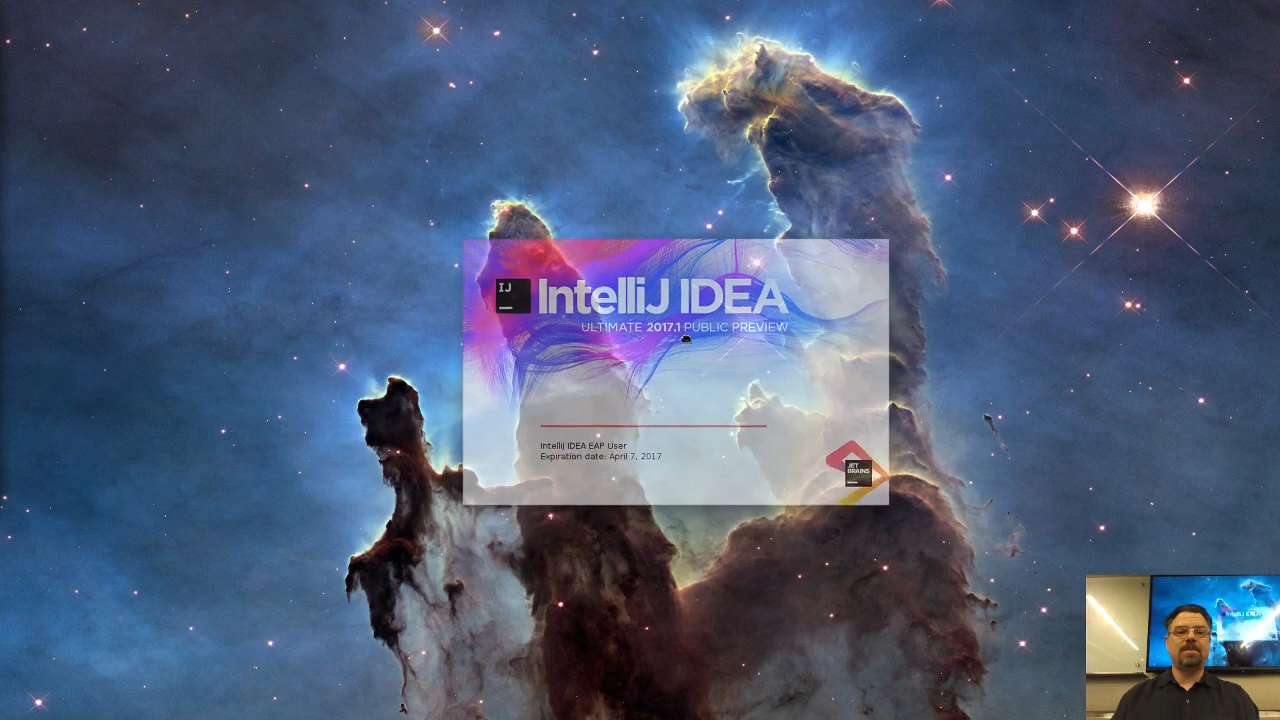 IJ
IntelliJ IDEA
ULTIMATE 2017.1 PUBLIC PREVIEW
IntelliJ IDEA EAP User
Expiration date: April 7, 2017
JET
BRAINS